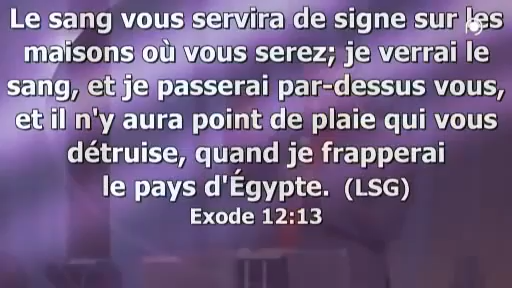 Le sang vous servira de signe sur les
maisons où vous serez; je verrai le
sang, et je passerai par-dessus vous,
et il n'y aura point de plaie qui vous
détruise, quand je frapperai
le pays d'Égypte. (LSG)
Exode 12:13